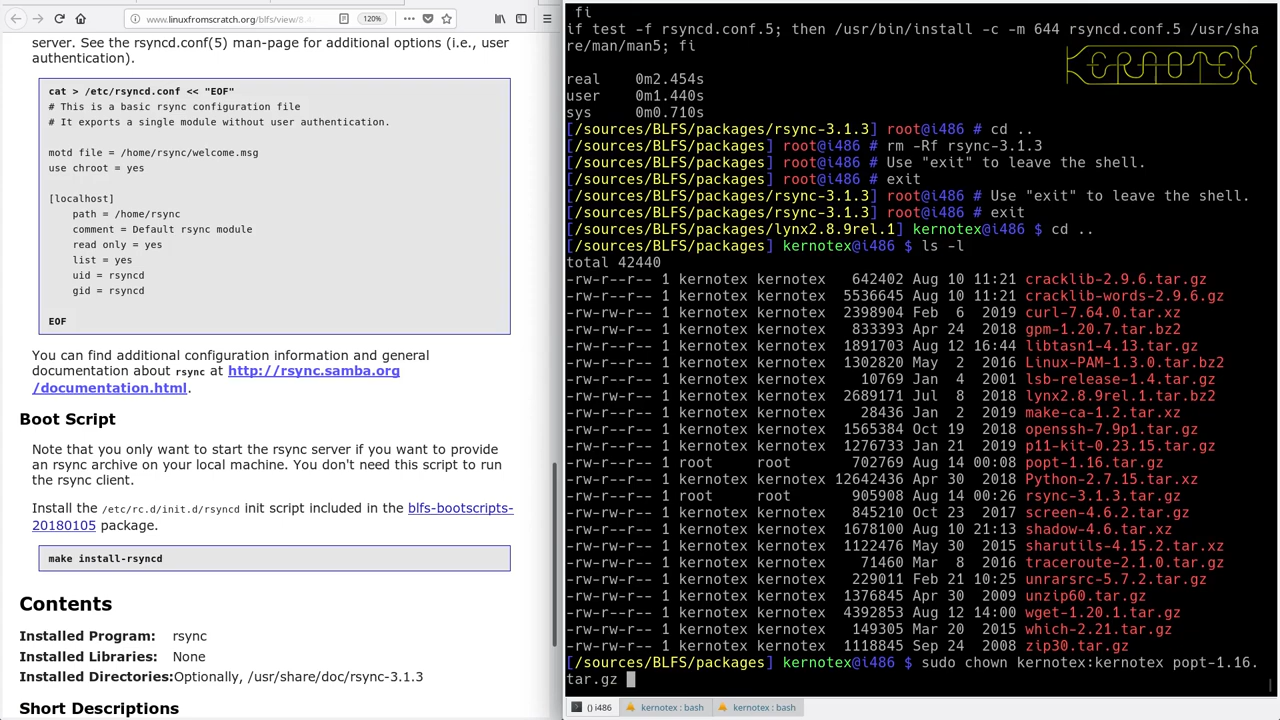 www.linuxfromscratch.org/blfs/view/8.4
120%
server. See the rsyncd.conf(5) man-page for additional options (i.e., user
authentication).
cat > /etc/rsyncd.conf << "EOF"
# This is a basic rsync configuration file
# It exports a single module without user authentication.
motd file = /home/rsync/welcome.msg
use chroot = yes
[localhost]
path = /home/rsync
comment = Default rsync module
read only = yes
list = yes
uid = rsyncd
gid = rsyncd
EOF
You can find additional configuration information and general
documentation about rsync at http://rsync.samba.org
/documentation.html.
Boot Script
Note that you only want to start the rsync server if you want to provide
an rsync archive on your local machine. You don't need this script to run
the rsync client.
Install the /etc/rc.d/init.d/rsyncd init script included in the blfs-bootscripts-
20180105 package.
make install-rsyncd
Contents
Installed Program: rsync
Installed Libraries: None
Installed Directories:Optionally, /usr/share/doc/rsync-3.1.3
Short Descriptions
fi
if test -f rsyncd.conf.5; then /usr/bin/install -c -m 644 rsyncd.conf.5 /usr/sha
re/man/man5; fi
KERNOTEX
real 0m2.454s
user 0m1.440s
sys 0m0.710s
[/sources/BLFS/packages/rsync-3.1.3] root@i486 # cd ..
[/sources/BLFS/packages] root@i486 # rm -Rf rsync-3.1.3
[/sources/BLFS/packages] root@i486 # Use "exit" to leave the shell.
[/sources/BLFS/packages] root@i486 # exit
[/sources/BLFS/packages/rsync-3.1.3] root@i486 # Use "exit" to leave the shell.
[/sources/BLFS/packages/rsync-3.1.3] root@i486 # exit
[/sources/BLFS/packages/lynx2.8.9rel.1] kernotex@i486 $ cd ..
[/sources/BLFS/packages] kernotex@i486 $ ls -l
total 42440
-rw-r--r-- 1 kernotex kernotex 642402 Aug 10 11:21 cracklib-2.9.6.tar.gz
-rw-rw-r-- 1 kernotex kernotex 5536645 Aug 10 11:21 cracklib-words-2.9.6.gz
-rw-rw-r-- 1 kernotex kernotex 2398904 Feb 6 2019 curl-7.64.0.tar.xz
-rw-rw-r-- 1 kernotex kernotex 833393 Apr 24 2018 gpm-1.20.7.tar.bz2
-rw-rw-r-- 1 kernotex kernotex 1891703 Aug 12 16:44 libtasn1-4.13.tar.gz
-rw-rw-r-- 1 kernotex kernotex 1302820 May 2 2016 Linux-PAM-1.3.0.tar.bz2
-rw-rw-r-- 1 kernotex kernotex 10769 Jan 4 2001 lsb-release-1.4.tar.gz
-rw-rw-r-- 1 kernotex kernotex 2689171 Jul 8 2018 lynx2.8.9rel.1.tar.bz2
-rw-rw-r-- 1 kernotex kernotex 28436 Jan 2 2019 make-ca-1.2.tar.xz
-rw-rw-r-- 1 kernotex kernotex 1565384 Oct 19 2018 openssh-7.9p1.tar.gz
-rw-rw-r-- 1 kernotex kernotex 1276733 Jan 21 2019 p11-kit-0.23.15.tar.gz
-rw-r--r-- 1 root root 702769 Aug 14 00:08 popt-1.16.tar.gz
-rw-rw-r-- 1 kernotex kernotex 12642436 Apr 30 2018 Python-2.7.15.tar.xz
-rw-r--r-- 1 root root 905908 Aug 14 00:26 rsync-3.1.3.tar.gz
-rw-rw-r-- 1 kernotex kernotex 845210 Oct 23 2017 screen-4.6.2.tar.gz
-rw-rw-r-- 1 kernotex kernotex 1678100 Aug 10 21:13 shadow-4.6.tar.xz
-rw-rw-r-- 1 kernotex kernotex 1122476 May 30 2015 sharutils-4.15.2.tar.xz
-rw-rw-r-- 1 kernotex kernotex 71460 Mar 8 2016 traceroute-2.1.0.tar.gz
-rw-rw-r-- 1 kernotex kernotex 229011 Feb 21 10:25 unrarsrc-5.7.2.tar.gz
-rw-rw-r-- 1 kernotex kernotex 1376845 Apr 30 2009 unzip60.tar.gz
-rw-rw-r-- 1 kernotex kernotex 4392853 Aug 12 14:00 wget-1.20.1.tar.gz
-rw-rw-r-- 1 kernotex kernotex 149305 Mar 20 2015 which-2.21.tar.gz
-rw-rw-r-- 1 kernotex kernotex 1118845 Sep 24 2008 zip30.tar.gz
[/sources/BLFS/packages] kernotex@i486 $ sudo chown kernotex:kernotex popt-1.16.
tar.gz
() i486
kernotex : bash
kernotex : bash